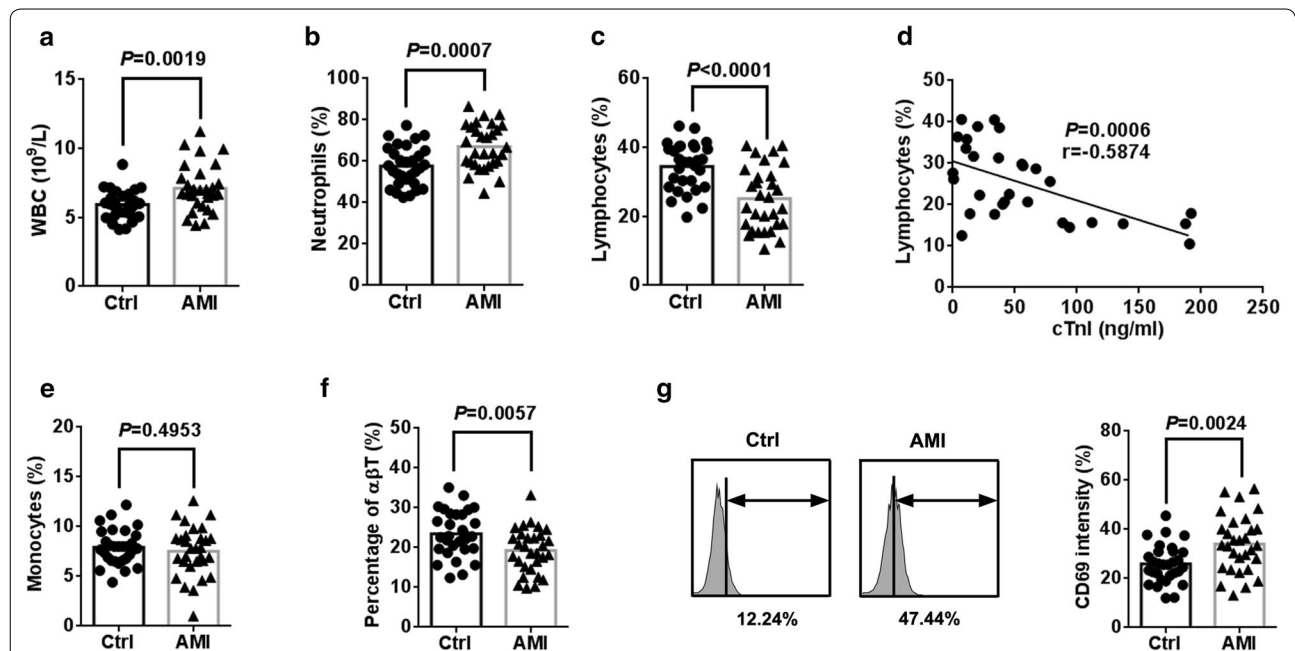 a
P=0.0019
WBC (10⁹/L)
15
10
5
0
Ctrl
AMI
b
P=0.0007
Neutrophils (%)
100
80
60
40
20
0
Ctrl
AMI
c
P<0.0001
Lymphocytes (%)
60
40
20
0
Ctrl
AMI
d
Lymphocytes (%)
50
40
30
20
10
0
P=0.0006
r=-0.5874
0
50
100
150
200
250
cTnI (ng/ml)
e
P=0.4953
Monocytes (%)
20
15
10
5
0
Ctrl
AMI
f
P=0.0057
Percentage of αβT (%)
50
40
30
20
10
0
Ctrl
AMI
g
Ctrl
AMI
12.24%
47.44%
P=0.0024
CD69 intensity (%)
80
60
40
20
0
Ctrl
AMI